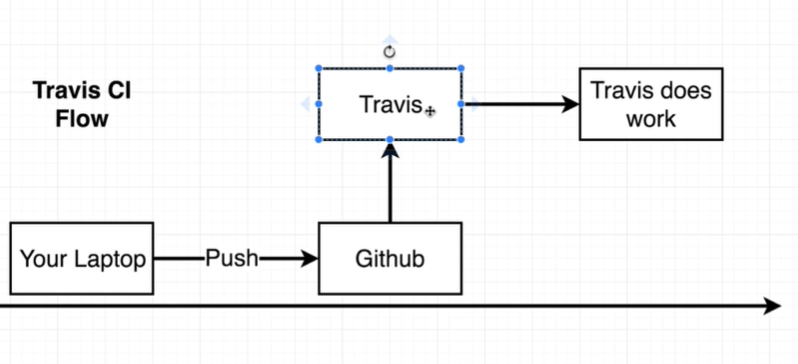 Travis CI
Flow
Travis
Travis does
work
Your Laptop
Push
Github